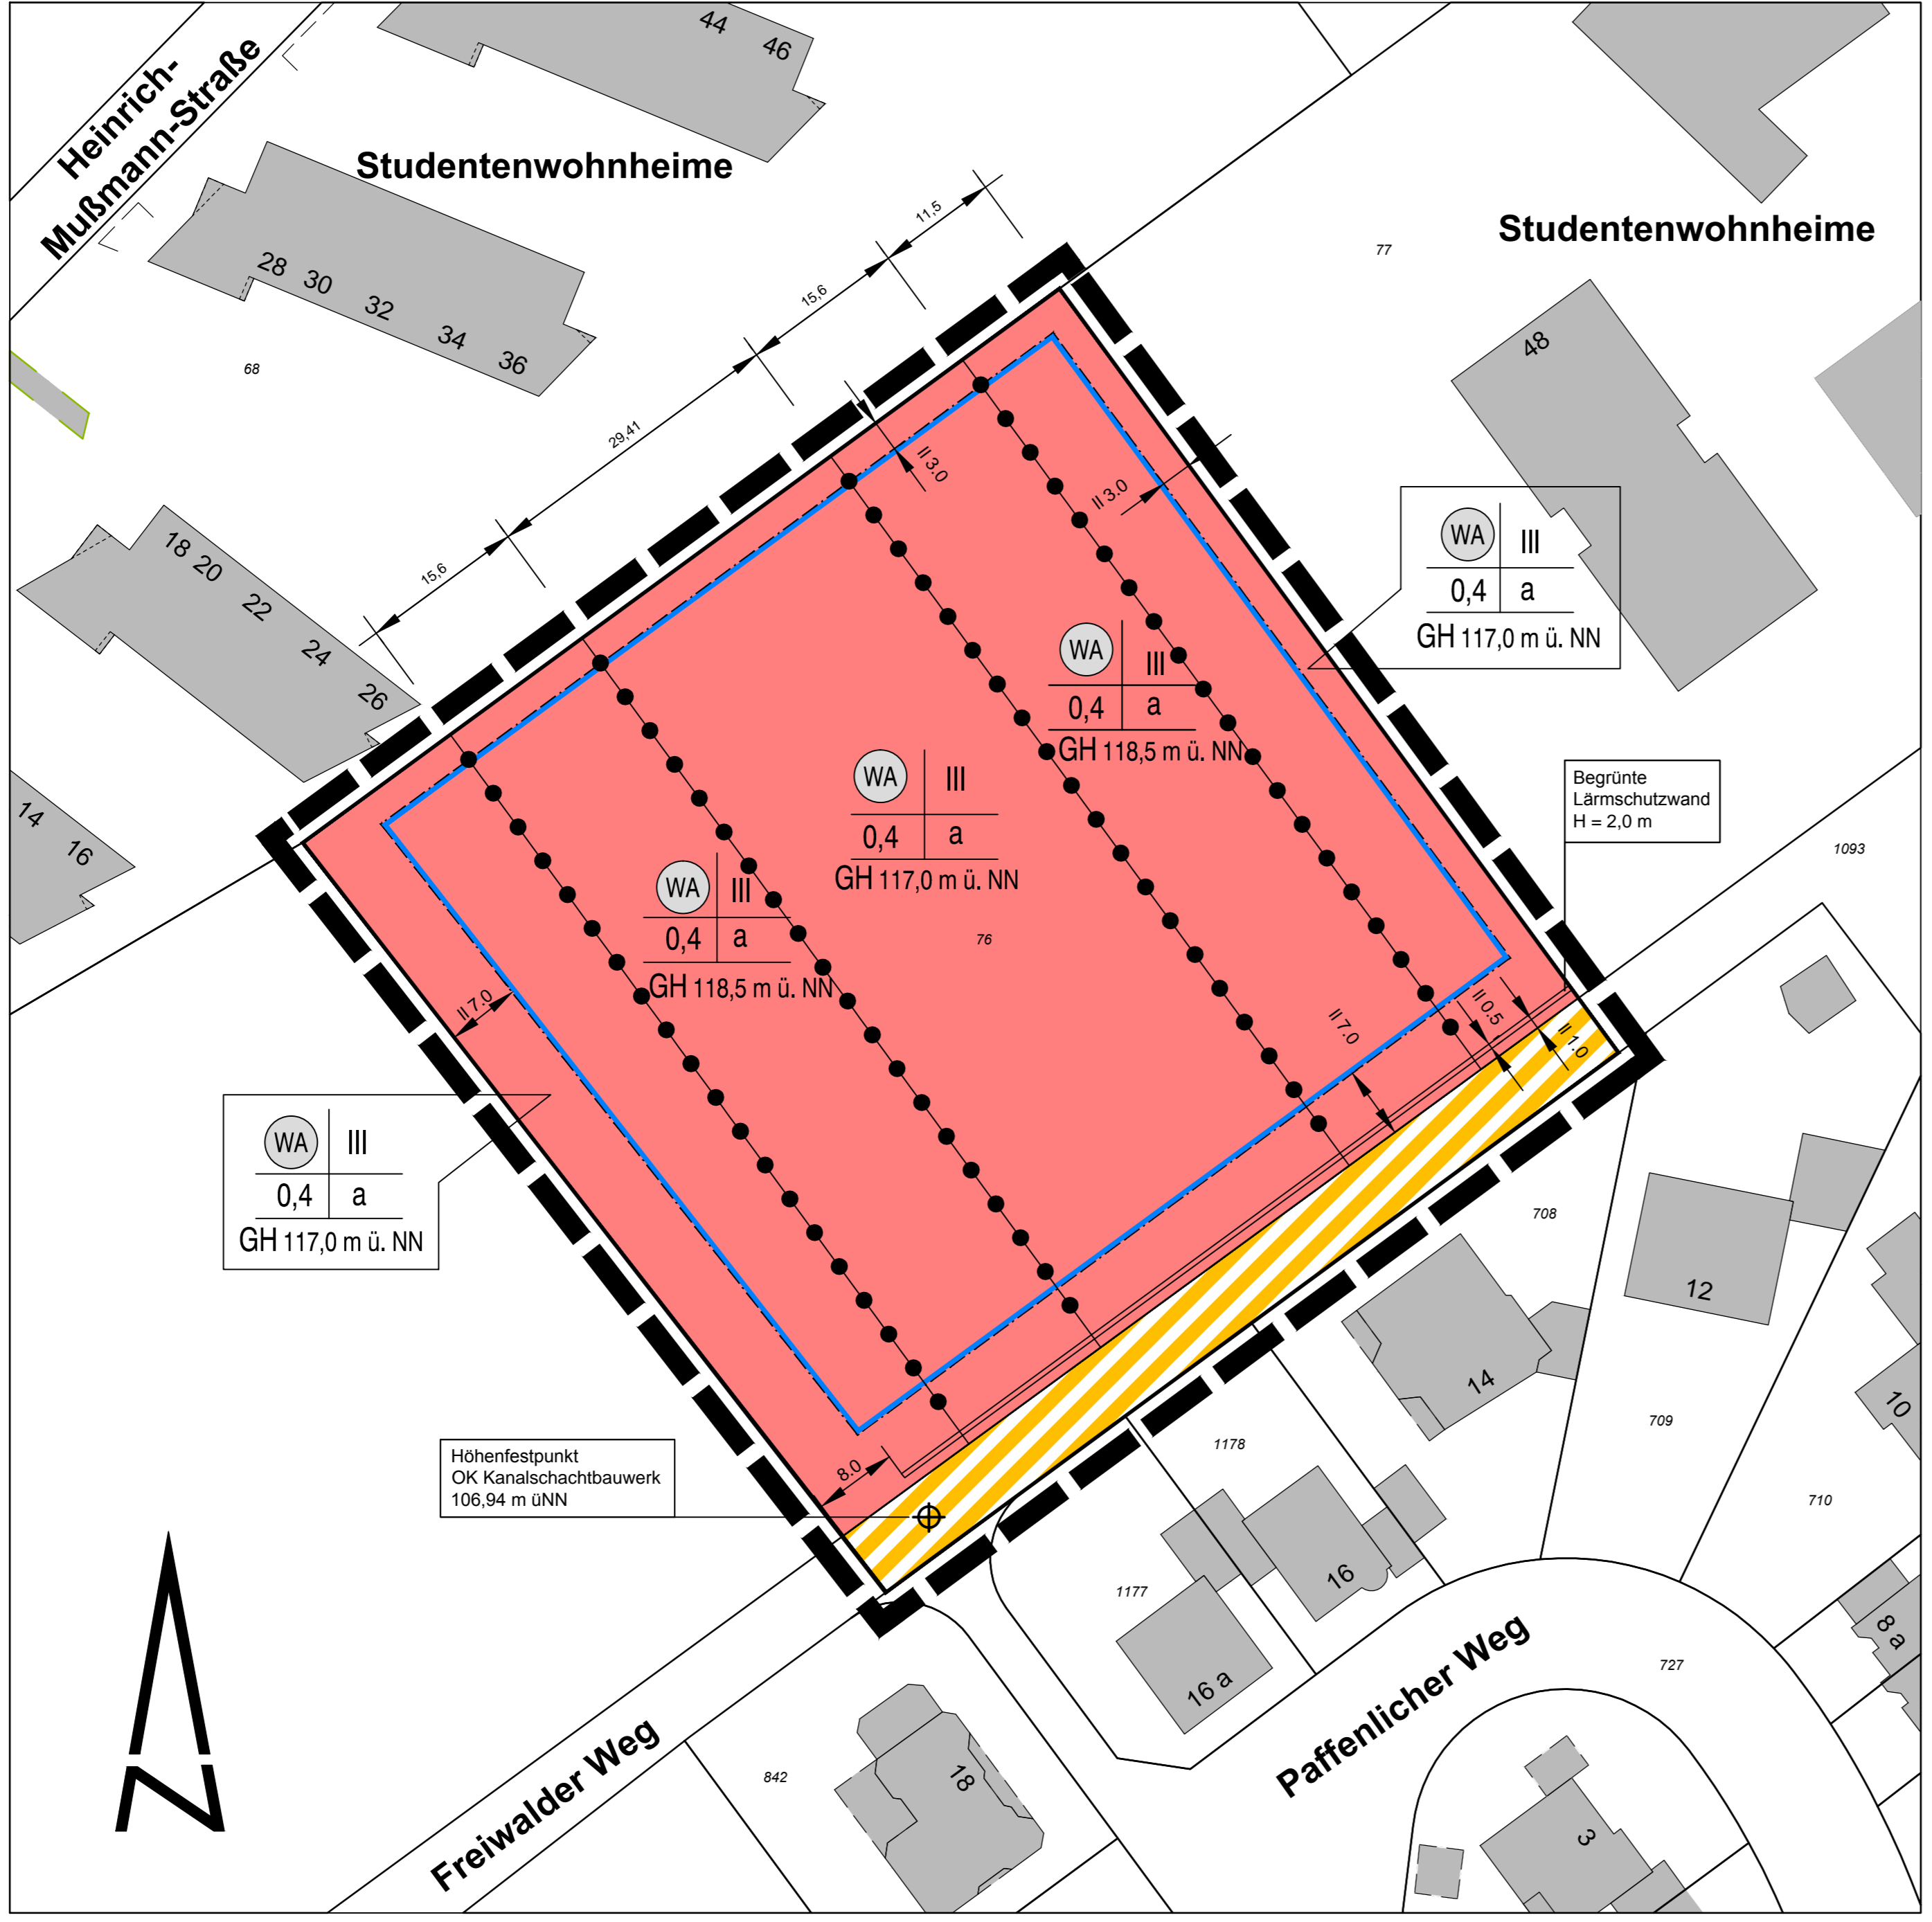 44
46
Heinrich-
Mußmann-Straße
Studentenwohnheime
Studentenwohnheime
77
11,5
15,6
29,41
15,6
28 30 32 34 36
68
48
II 3.0
II 3.0
18 20 22 24 26
14 16
WA III
0,4 a
GH 117,0 m ü. NN
WA III
0,4 a
GH 118,5 m ü. NN
WA III
0,4 a
GH 117,0 m ü. NN
WA III
0,4 a
GH 118,5 m ü. NN
76
Begrünte
Lärmschutzwand
H = 2,0 m
1093
II 7.0
II 7.0
II 0.5
II 1.0
WA III
0,4 a
GH 117,0 m ü. NN
708
12
14
10
709
1178
710
Höhenfestpunkt
OK Kanalschachtbauwerk
106,94 m üNN
8.0
1177
16
16 a
8 a
727
Paffenlicher Weg
Freiwalder Weg
842
18
3
N